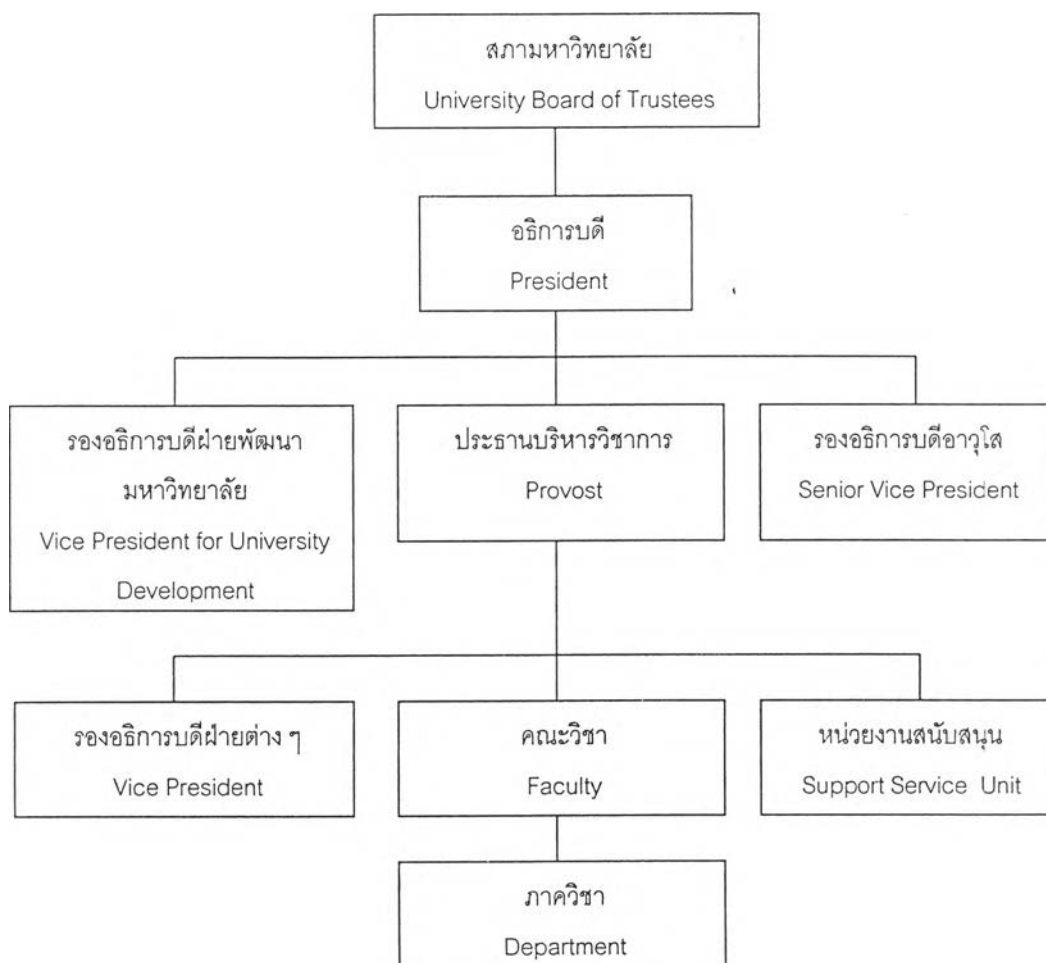 สภามหาวิทยาลัย
University Board of Trustees
อธิการบดี
President
รองอธิการบดีฝ่ายพัฒนา
มหาวิทยาลัย
Vice President for University
Development
ประธานบริหารวิชาการ
Provost
รองอธิการบดีอาวุโส
Senior Vice President
รองอธิการบดีฝ่ายต่าง ๆ
Vice President
คณะวิชา
Faculty
หน่วยงานสนับสนุน
Support Service Unit
ภาควิชา
Department